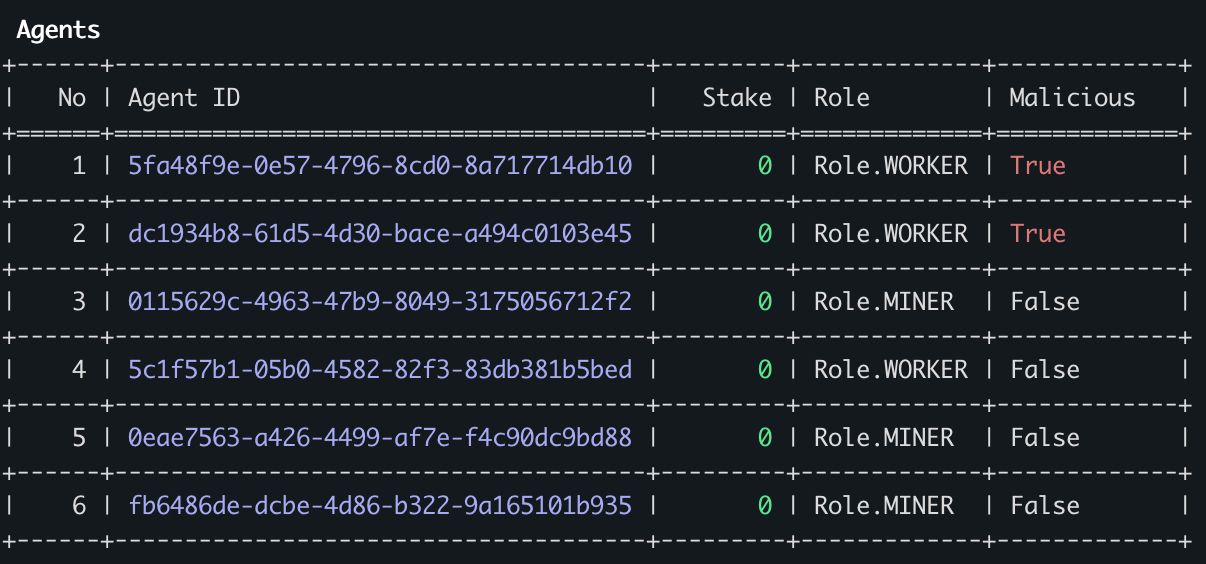 Agents
+------+--------------------------------------+---------+-------------+-------------+
|   No | Agent ID                             |   Stake | Role        | Malicious   |
+======+======================================+=========+=============+=============+
|    1 | 5fa48f9e-0e57-4796-8cd0-8a717714db10 |       0 | Role.WORKER | True        |
+------+--------------------------------------+---------+-------------+-------------+
|    2 | dc1934b8-61d5-4d30-bace-a494c0103e45 |       0 | Role.WORKER | True        |
+------+--------------------------------------+---------+-------------+-------------+
|    3 | 0115629c-4963-47b9-8049-3175056712f2 |       0 | Role.MINER  | False       |
+------+--------------------------------------+---------+-------------+-------------+
|    4 | 5c1f57b1-05b0-4582-82f3-83db381b5bed |       0 | Role.WORKER | False       |
+------+--------------------------------------+---------+-------------+-------------+
|    5 | 0eae7563-a426-4499-af7e-f4c90dc9bd88 |       0 | Role.MINER  | False       |
+------+--------------------------------------+---------+-------------+-------------+
|    6 | fb6486de-dcbe-4d86-b322-9a165101b935 |       0 | Role.MINER  | False       |
+------+--------------------------------------+---------+-------------+-------------+